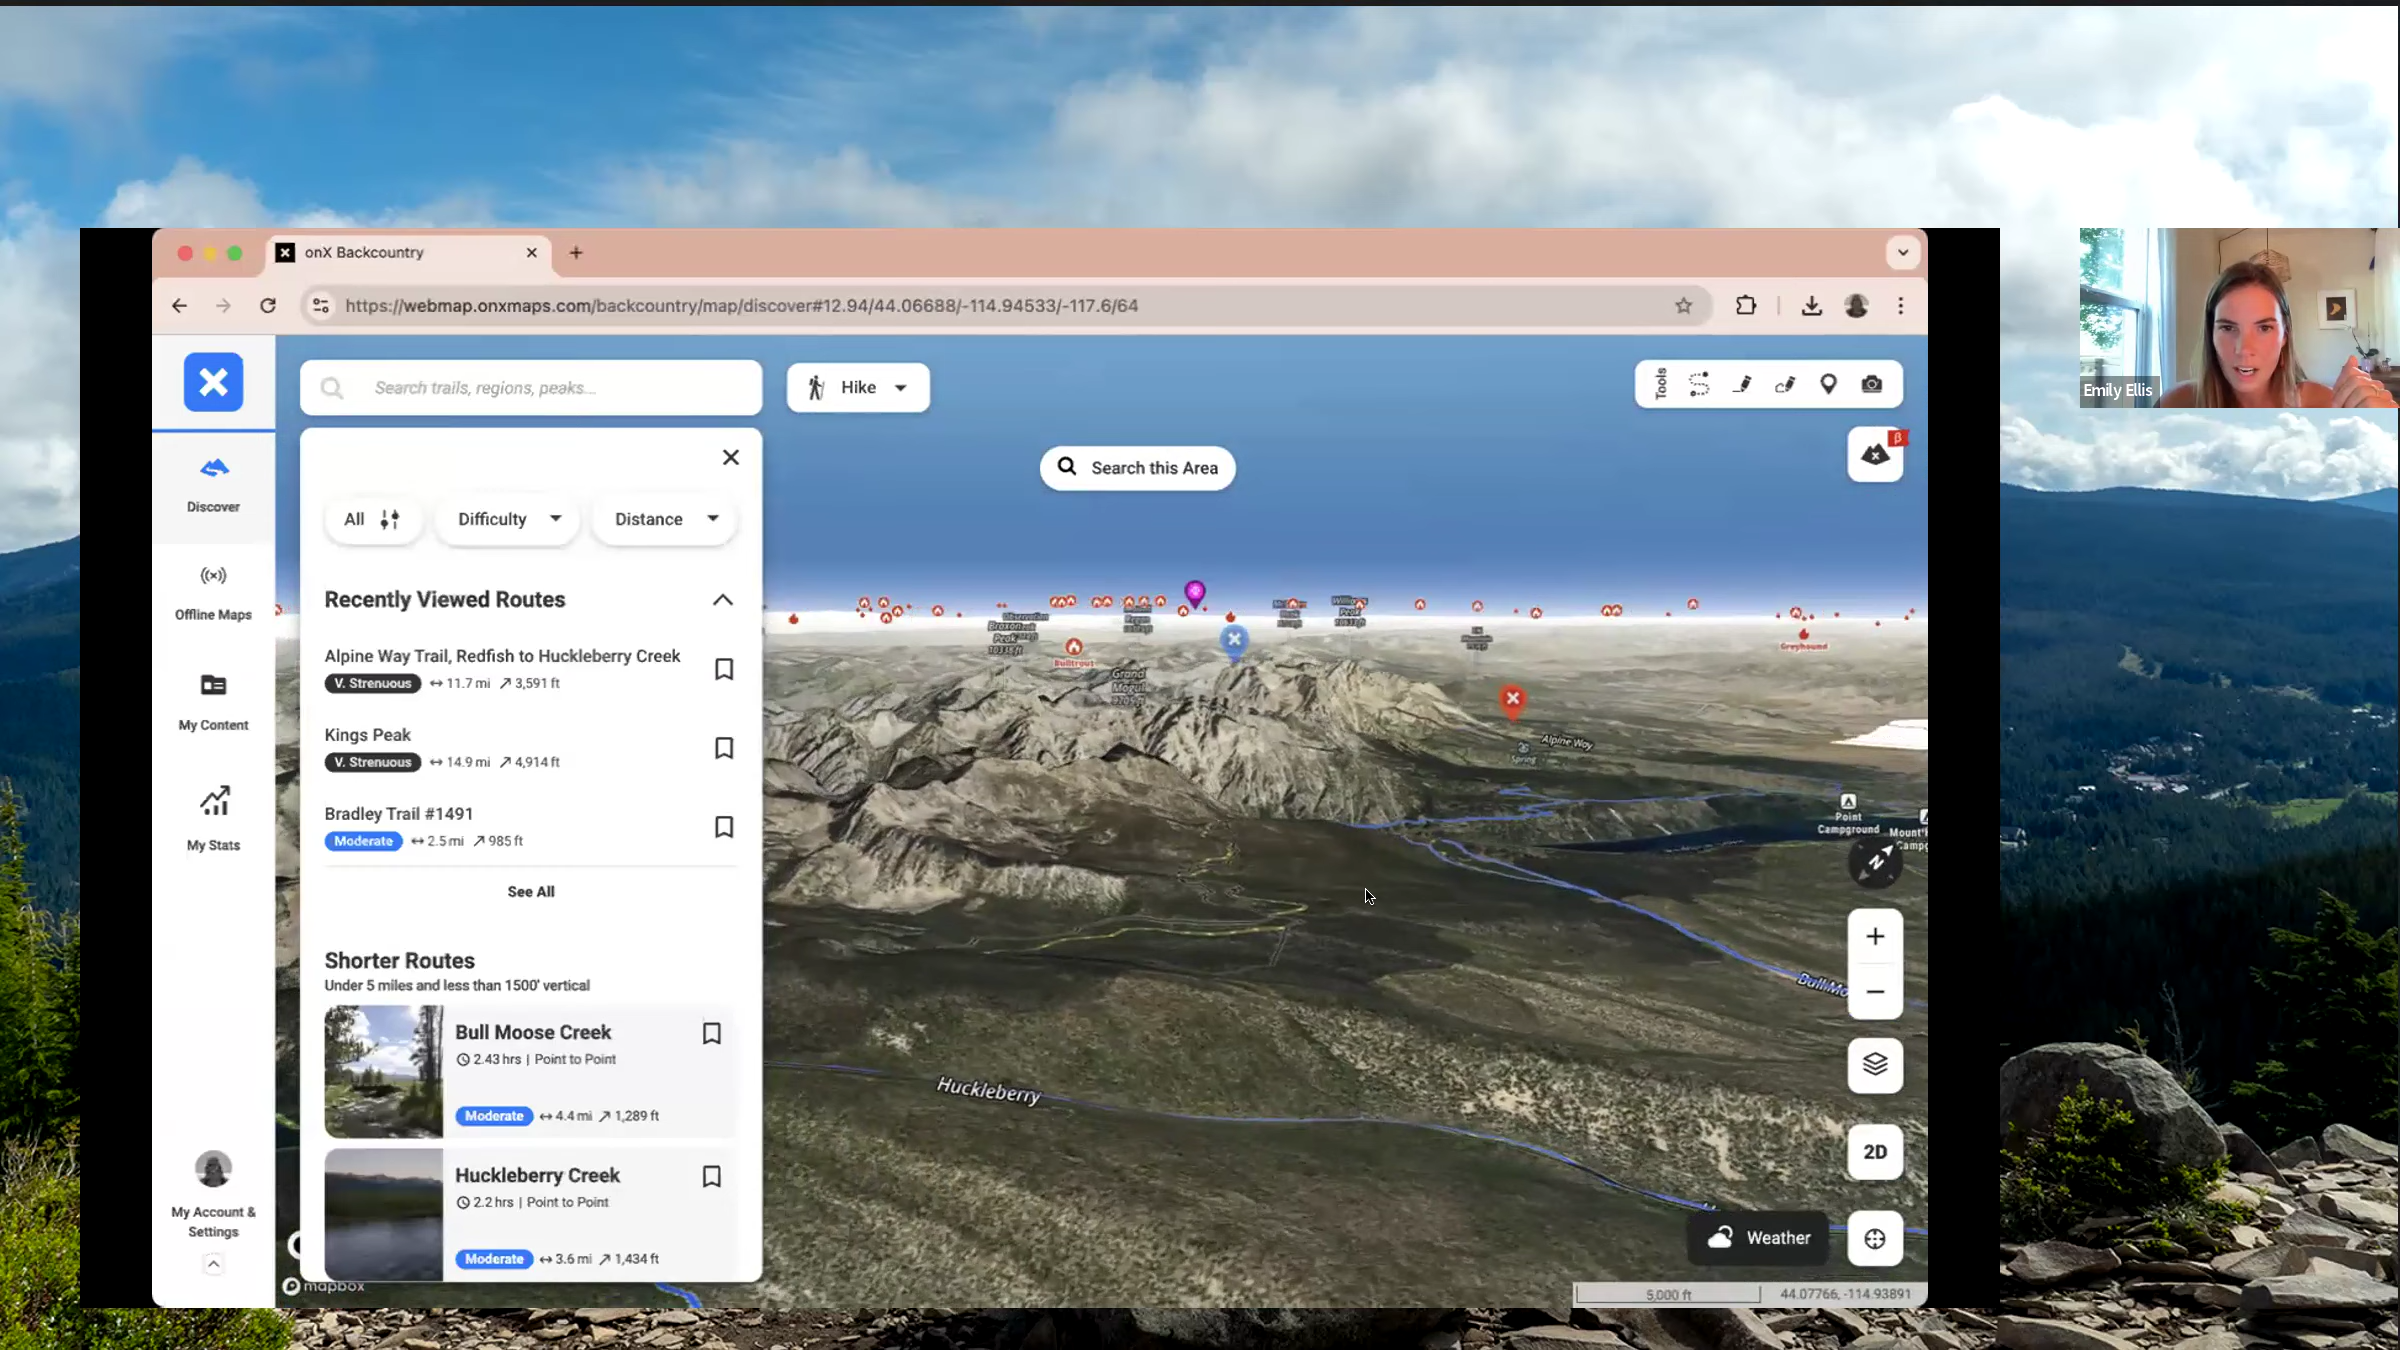 onX Backcountry
https://webmap.onxmaps.com/backcountry/map/discover#12.94/44.06688/-114.94533/-117.6/64
Search trails, regions, peaks...
Hike
Tools
β
Emily Ellis
Search this Area
Discover
Offline Maps
My Content
My Stats
My Account &
Settings
All
Difficulty
Distance
Recently Viewed Routes
Alpine Way Trail, Redfish to Huckleberry Creek
V. Strenuous
11.7 mi
3,591 ft
Kings Peak
V. Strenuous
14.9 mi
4,914 ft
Bradley Trail #1491
Moderate
2.5 mi
985 ft
See All
Shorter Routes
Under 5 miles and less than 1500' vertical
Bull Moose Creek
2.43 hrs | Point to Point
Moderate
4.4 mi
1,289 ft
Huckleberry Creek
2.2 hrs | Point to Point
Moderate
3.6 mi
1,434 ft
mapbox
Grand
Mogul
Peak
Greyhound
Alpine Way
Spring
Point
Campground
N
Bull Mo
Huckleberry
2D
Weather
5,000 ft
44.07766, -114.93891